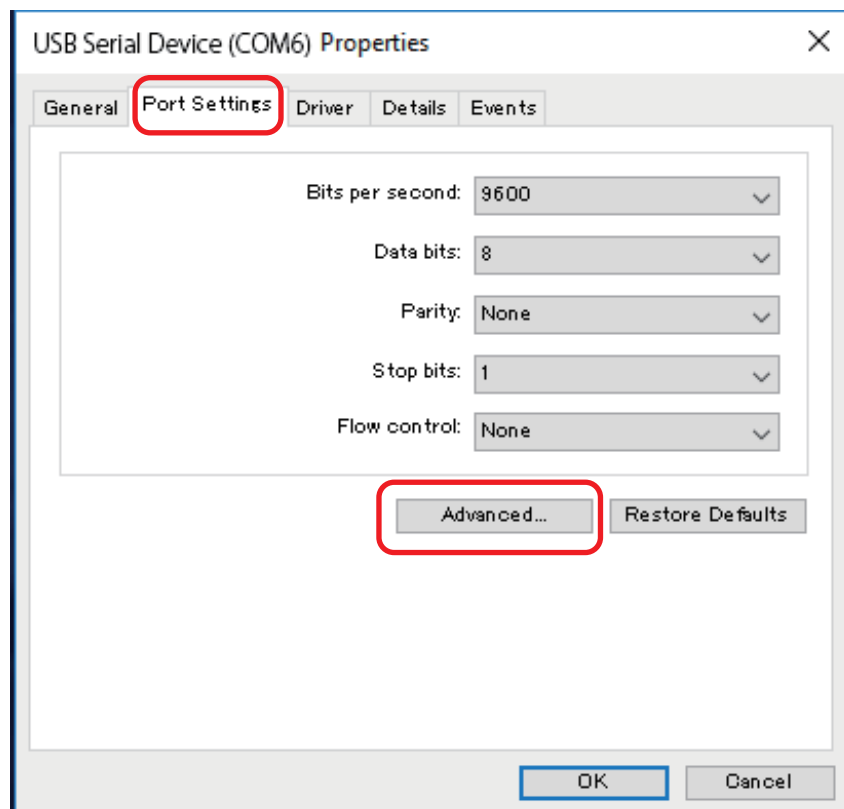 USB Serial Device (COM6) Properties
General Port Settings Driver Details Events
Bits per second: 9600
Data bits: 8
Parity: None
Stop bits: 1
Flow control: None
Advanced... Restore Defaults
OK Cancel